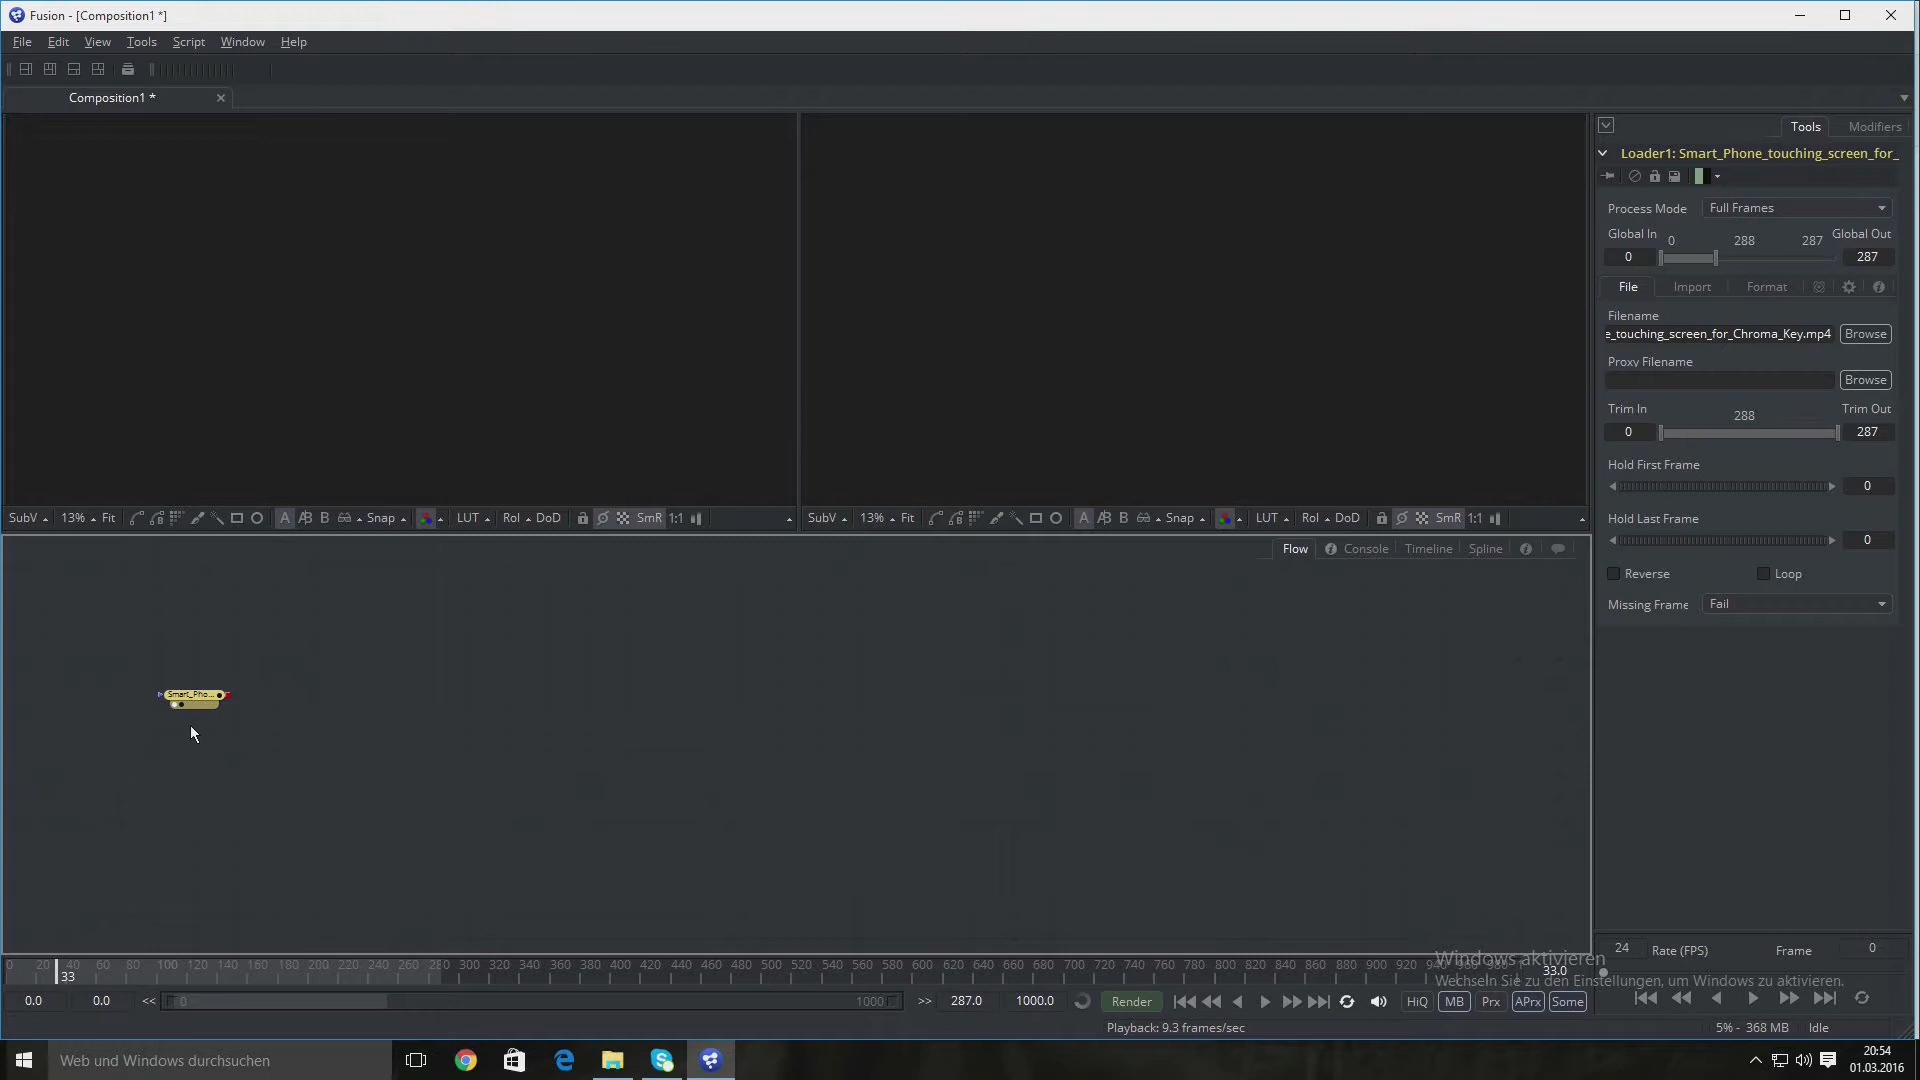 Fusion - [Composition1 *]
File Edit View Tools Script Window Help
Composition1 *
Tools Modifiers
Loader1: Smart_Phone_touching_screen_for_
Process Mode Full Frames
Global In 0 288 287 Global Out
0 287
File Import Format
Filename
e_touching_screen_for_Chroma_Key.mp4 Browse
Proxy Filename
Browse
Trim In 288 Trim Out
0 287
Hold First Frame
0
Hold Last Frame
0
Reverse Loop
Missing Frame Fail
SubV 13% Fit A A/B B Snap LUT RoI DoD SmR 1:1
SubV 13% Fit A A/B B Snap LUT RoI DoD SmR 1:1
Flow Console Timeline Spline
Smart_Pho...
0 20 40 60 80 100 120 140 160 180 200 220 240 260 280 300 320 340 360 380 400 420 440 460 480 500 520 540 560 580 600 620 640 660 680 700 720 740 760 780 800 820 840 860 880 900 920 940 960 980
33 33.0
24 Rate (FPS) Frame 0
Windows aktivieren
Wechseln Sie zu den Einstellungen, um Windows zu aktivieren.
0.0 0.0 << 0 1000 >> 287.0 1000.0 Render HiQ MB Prx APrx Some
Playback: 9.3 frames/sec 5% - 368 MB Idle
Web und Windows durchsuchen
20:54
01.03.2016